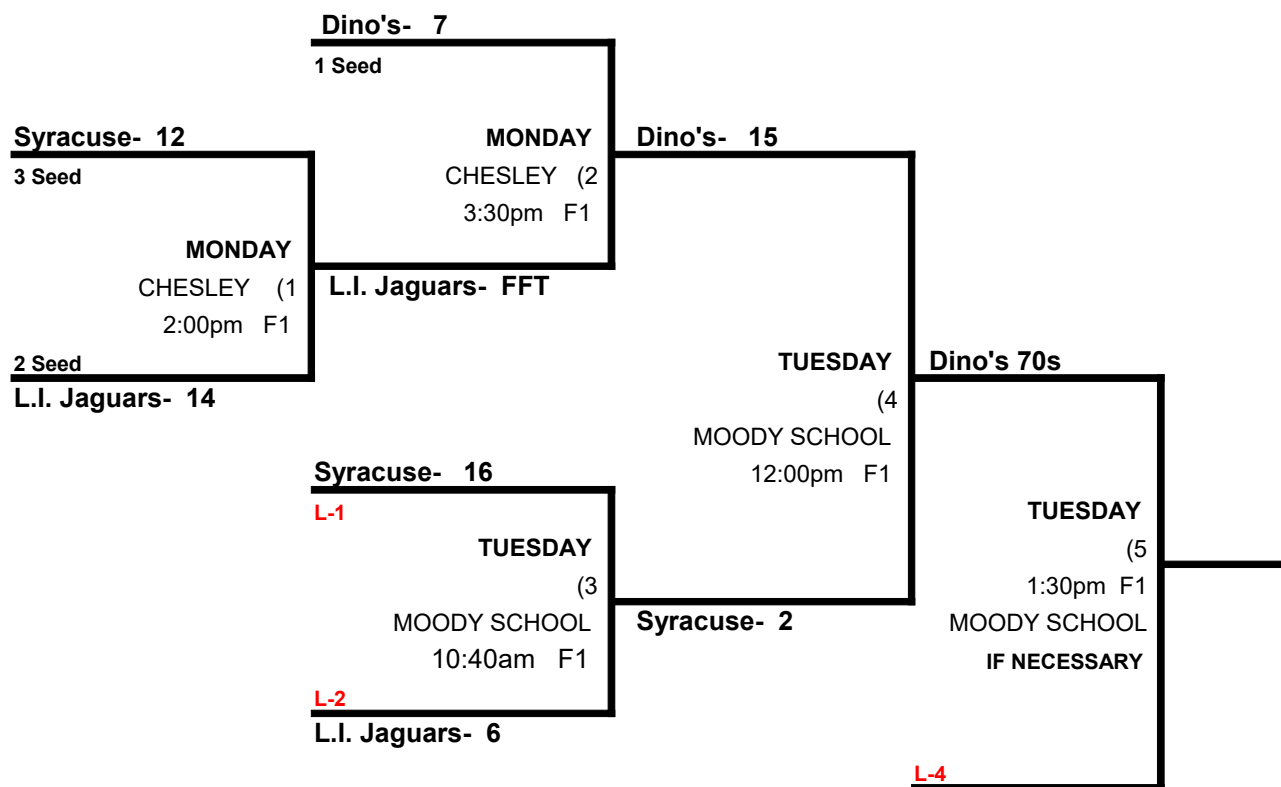 Dino's-   7
1 Seed
Syracuse-  12
3 Seed
MONDAY
CHESLEY   (2
3:30pm   F1
Dino's-   15
MONDAY
CHESLEY    (1
2:00pm   F1
L.I. Jaguars-  FFT
2 Seed
L.I. Jaguars-  14
TUESDAY
(4
MOODY SCHOOL
12:00pm   F1
Dino's 70s
Syracuse-   16
L-1
TUESDAY
(3
MOODY SCHOOL
10:40am   F1
Syracuse-  2
L-2
L.I. Jaguars-  6
TUESDAY
(5
1:30pm  F1
MOODY SCHOOL
IF NECESSARY
L-4